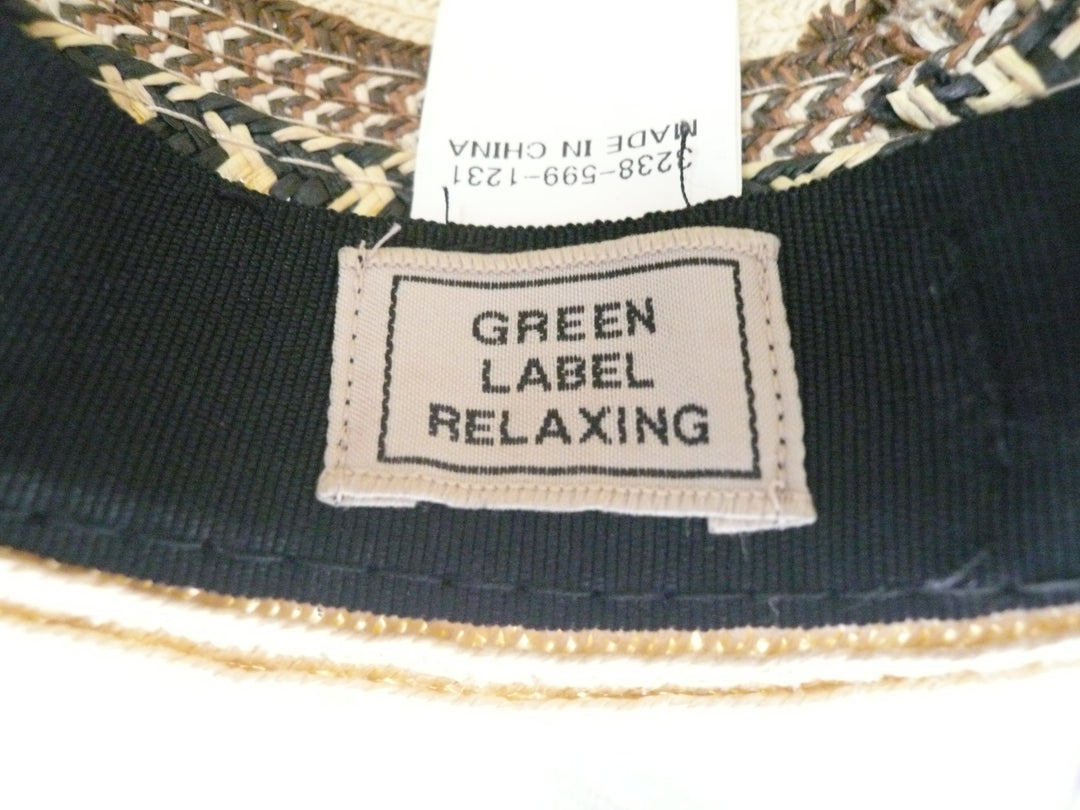 3238-599-1231
MADE IN CHINA
GREEN
LABEL
RELAXING